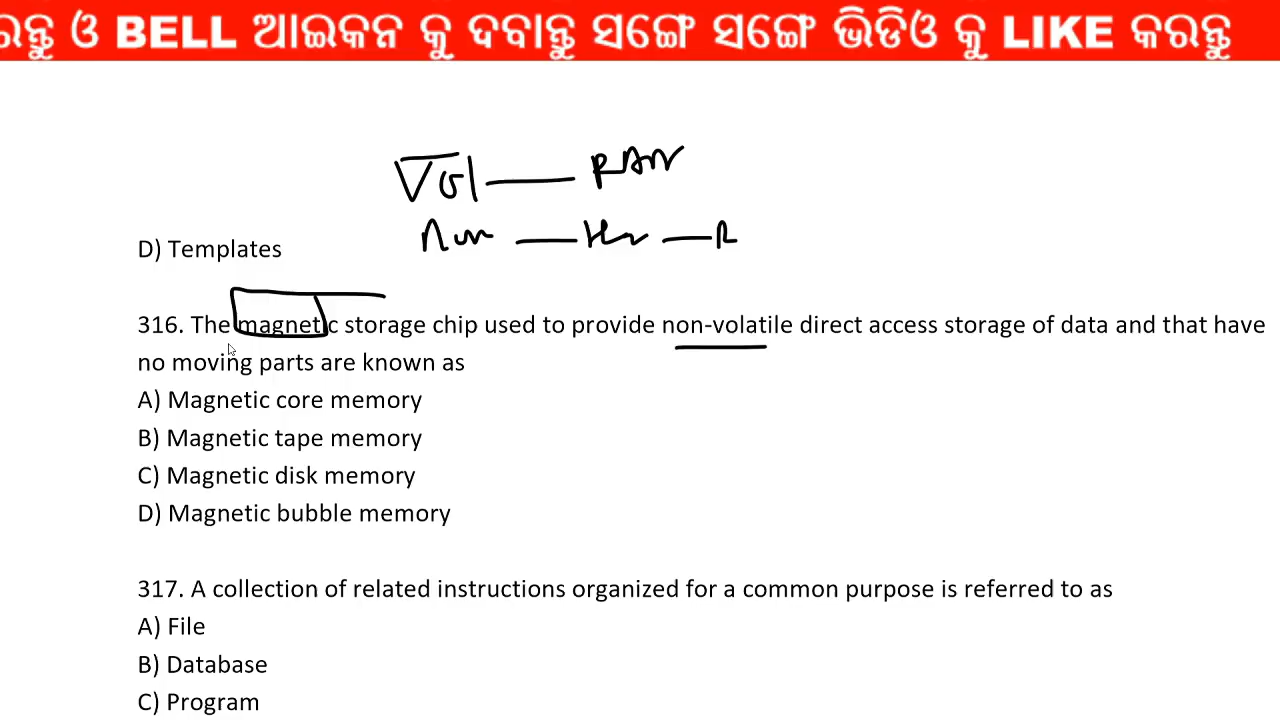 ରନ୍ତୁ ଓ BELL ଆଇକନ କୁ ଦବାନ୍ତୁ ସଙ୍ଗେ ସଙ୍ଗେ ଭିଡିଓ କୁ LIKE କରନ୍ତୁ
Vol — RAM
Non —
D) Templates
316. The magnetic storage chip used to provide non-volatile direct access storage of data and that have
no moving parts are known as
A) Magnetic core memory
B) Magnetic tape memory
C) Magnetic disk memory
D) Magnetic bubble memory
317. A collection of related instructions organized for a common purpose is referred to as
A) File
B) Database
C) Program